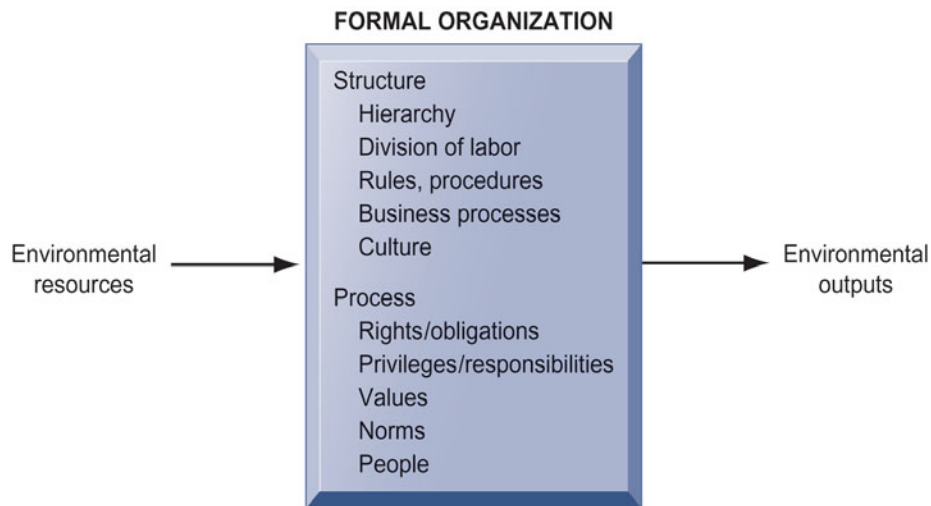 FORMAL ORGANIZATION
Structure
Hierarchy
Division of labor
Rules, procedures
Business processes
Culture
Environmental
resources
Environmental
outputs
Process
Rights/obligations
Privileges/responsibilities
Values
Norms
People